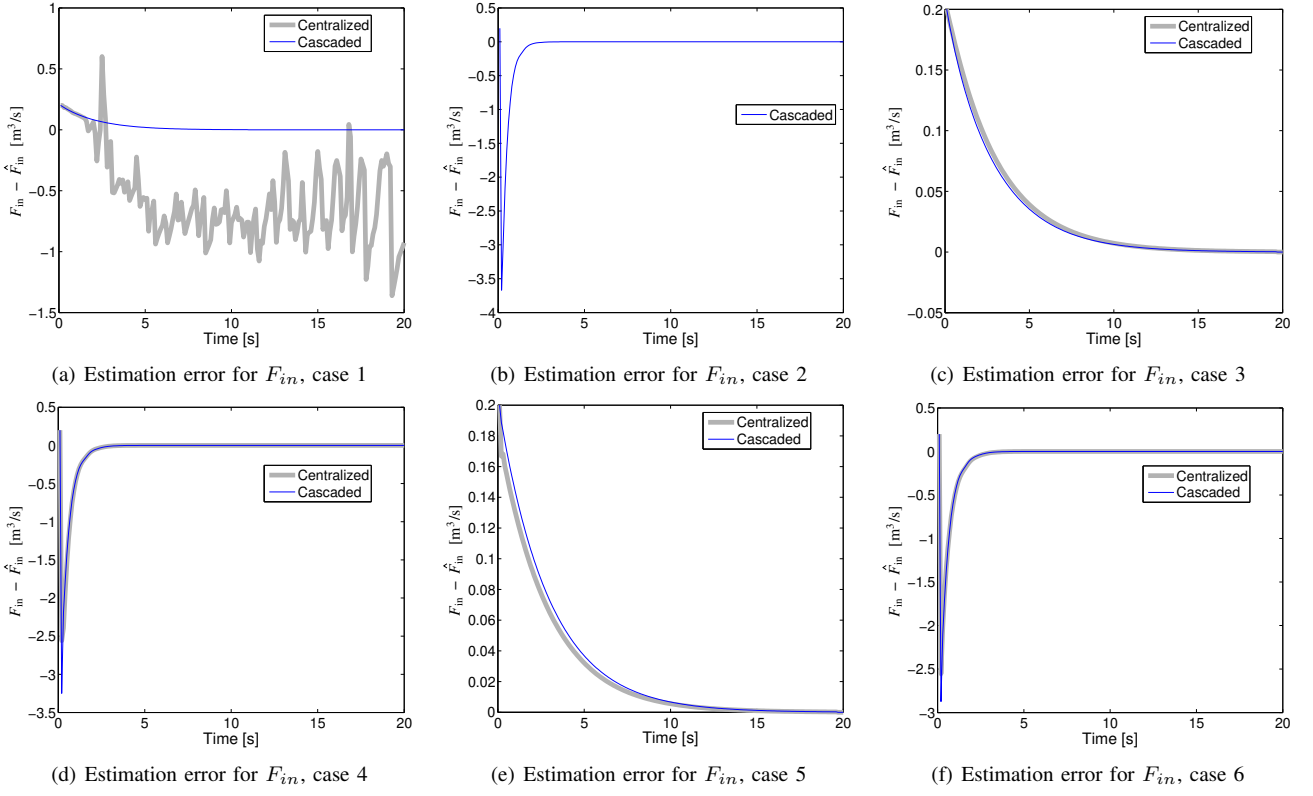 1
0.5
0
−0.5
−1
−1.5
0 5 10 15 20
Time [s]
F_in − F̂_in [m³/s]
Centralized
Cascaded
(a) Estimation error for F_in, case 1
0.5
0
−0.5
−1
−1.5
−2
−2.5
−3
−3.5
−4
0 5 10 15 20
Time [s]
F_in − F̂_in [m³/s]
Cascaded
(b) Estimation error for F_in, case 2
0.2
0.15
0.1
0.05
0
−0.05
0 5 10 15 20
Time [s]
F_in − F̂_in [m³/s]
Centralized
Cascaded
(c) Estimation error for F_in, case 3
0.5
0
−0.5
−1
−1.5
−2
−2.5
−3
−3.5
0 5 10 15 20
Time [s]
F_in − F̂_in [m³/s]
Centralized
Cascaded
(d) Estimation error for F_in, case 4
0.2
0.18
0.16
0.14
0.12
0.1
0.08
0.06
0.04
0.02
0
0 5 10 15 20
Time [s]
F_in − F̂_in [m³/s]
Centralized
Cascaded
(e) Estimation error for F_in, case 5
0.5
0
−0.5
−1
−1.5
−2
−2.5
−3
0 5 10 15 20
Time [s]
F_in − F̂_in [m³/s]
Centralized
Cascaded
(f) Estimation error for F_in, case 6